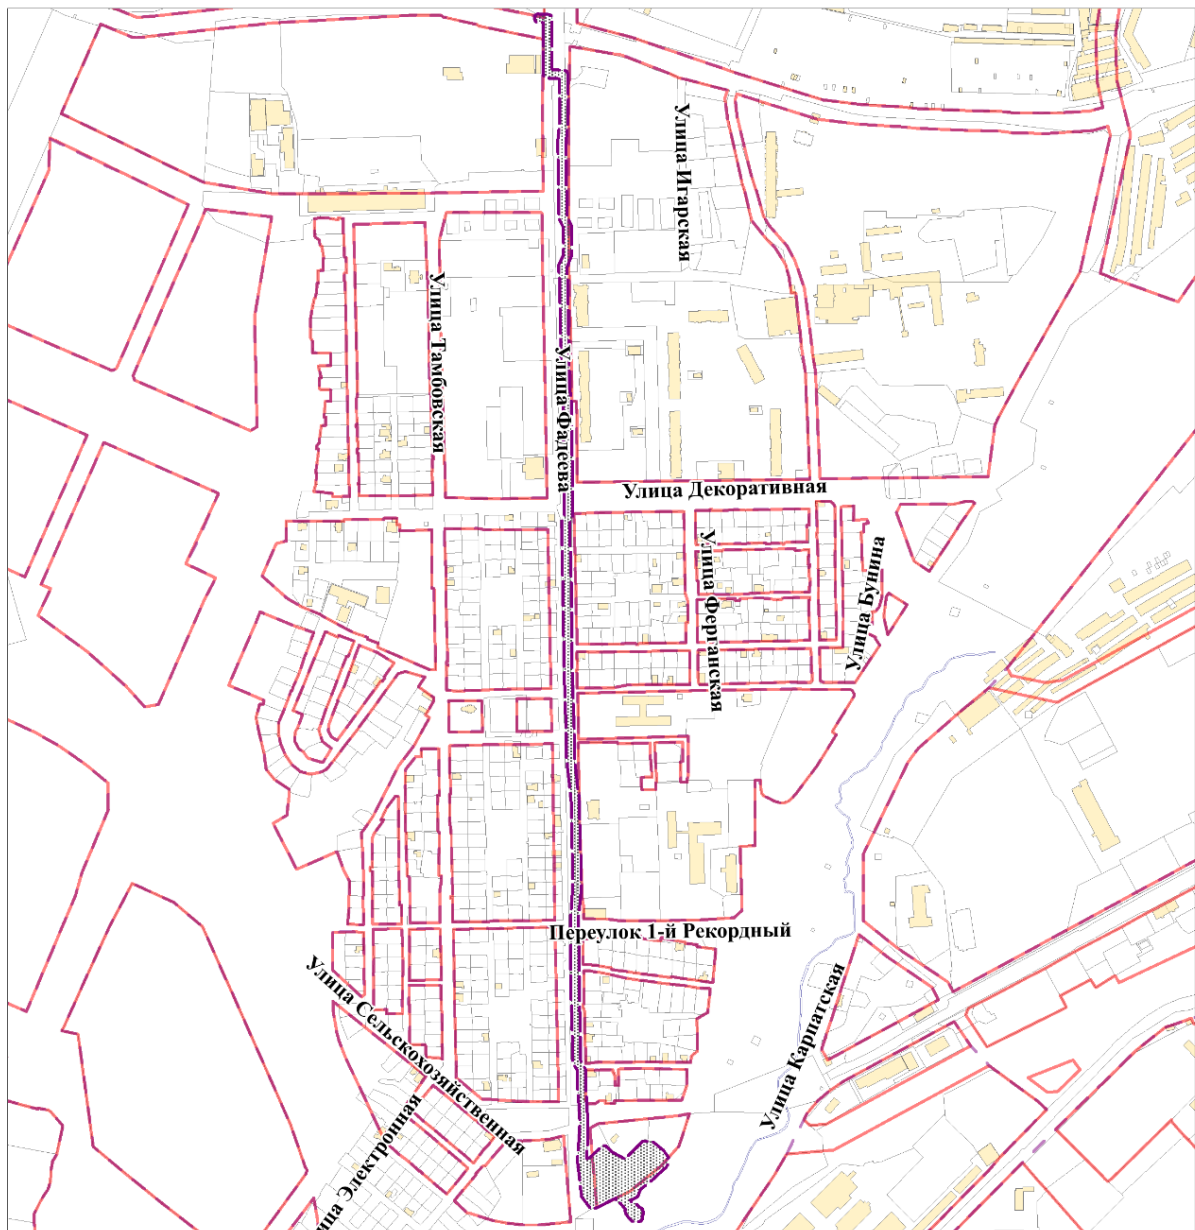 Улица Игарская
Улица Тамбовская
Улица Фадеева
Улица Декоративная
Улица Ферганская
Улица Бунина
Переулок 1-й Рекордный
Улица Сельскохозяйственная
Улица Карпатская
ица Электронная